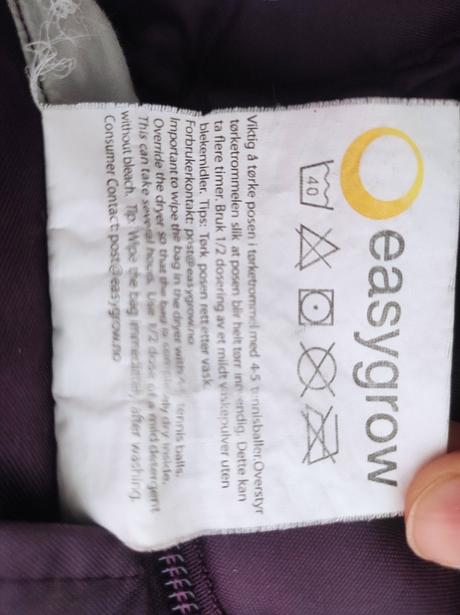 easygrow
40
Viktig å tørke posen i tørketrommel med 4-5 tennisballer. Overstyr
tørketrommelen slik at posen blir helt tørr innvendig. Dette kan
ta flere timer. Bruk 1/2 dosering av et mildt vaskepulver uten
blekemidler. Tips: Tørk posen rett etter vask.
Forbrukerkontakt: post@easygrow.no
Important to wipe the bag in the dryer with 4-5 tennis balls.
Override the dryer so that the bag is completely dry inside.
This can take several hours. Use 1/2 dose of a mild detergent
without bleach. Tip: Wipe the bag immediately after washing.
Consumer Contact: post@easygrow.no